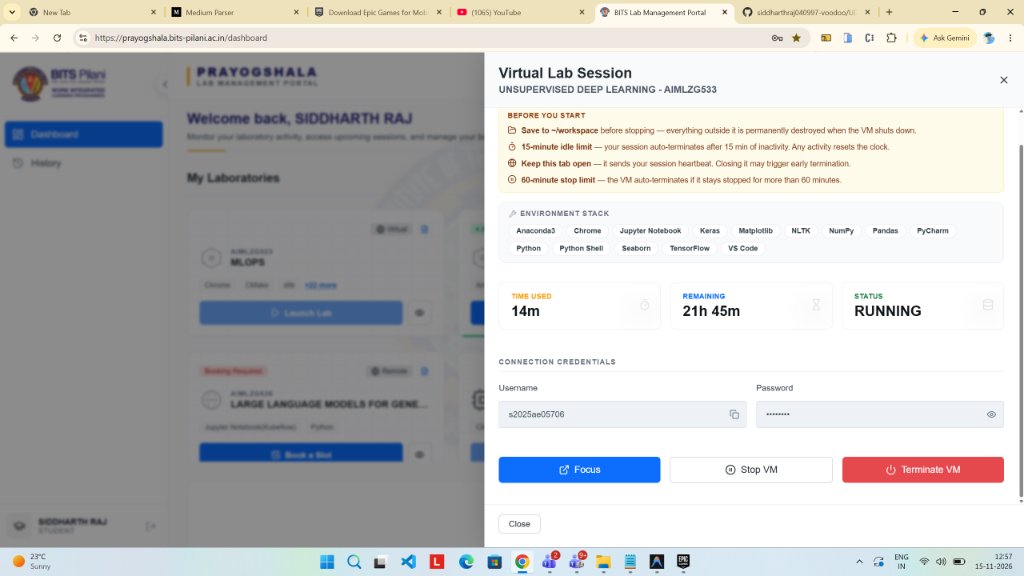 New Tab
Medium Parser
Download Epic Games for Mobi
(1065) YouTube
BITS Lab Management Portal
siddharthraj040997-voodoo/U
https://prayogshala.bits-pilani.ac.in/dashboard
Ask Gemini
BITS Pilani
WORK INTEGRATED
LEARNING PROGRAMMES
PRAYOGSHALA
LAB MANAGEMENT PORTAL
Dashboard
History
Welcome back, SIDDHARTH RAJ
Monitor your laboratory activity, access upcoming sessions, and manage your
My Laboratories
Virtual
MLOPS
Chrome
+22 more
Launch Lab
Booking Required
Remote
LARGE LANGUAGE MODELS FOR GENE...
Jupyter Notebook(Kubeflow)
Python
Book a Slot
SIDDHARTH RAJ
STUDENT
Virtual Lab Session
UNSUPERVISED DEEP LEARNING - AIMLZG533
BEFORE YOU START
Save to ~/workspace before stopping — everything outside it is permanently destroyed when the VM shuts down.
15-minute idle limit — your session auto-terminates after 15 min of inactivity. Any activity resets the clock.
Keep this tab open — it sends your session heartbeat. Closing it may trigger early termination.
60-minute stop limit — the VM auto-terminates if it stays stopped for more than 60 minutes.
ENVIRONMENT STACK
Anaconda3 Chrome Jupyter Notebook Keras Matplotlib NLTK NumPy Pandas PyCharm
Python Python Shell Seaborn TensorFlow VS Code
TIME USED
14m
REMAINING
21h 45m
STATUS
RUNNING
CONNECTION CREDENTIALS
Username
s2025ae05706
Password
••••••••
Focus
Stop VM
Terminate VM
Close
23°C
Sunny
2
9+
ENG
IN
12:57
15-11-2026